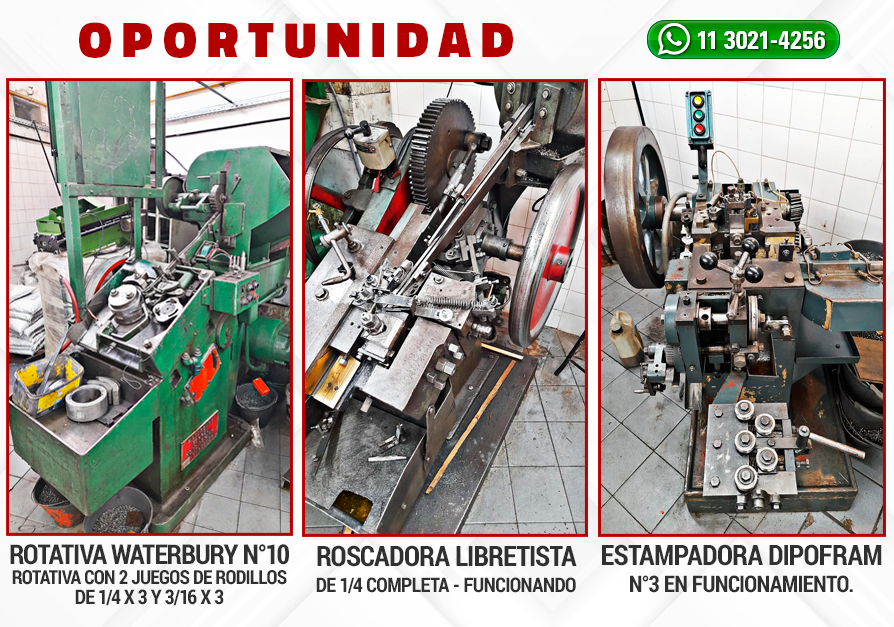 OPORTUNIDAD
11 3021-4256
ROTATIVA WATERBURY N°10
ROTATIVA CON 2 JUEGOS DE RODILLOS
DE 1/4 X 3 Y 3/16 X 3
ROSCADORA LIBRETISTA
DE 1/4 COMPLETA - FUNCIONANDO
ESTAMPADORA DIPOFRAM
N°3 EN FUNCIONAMIENTO.